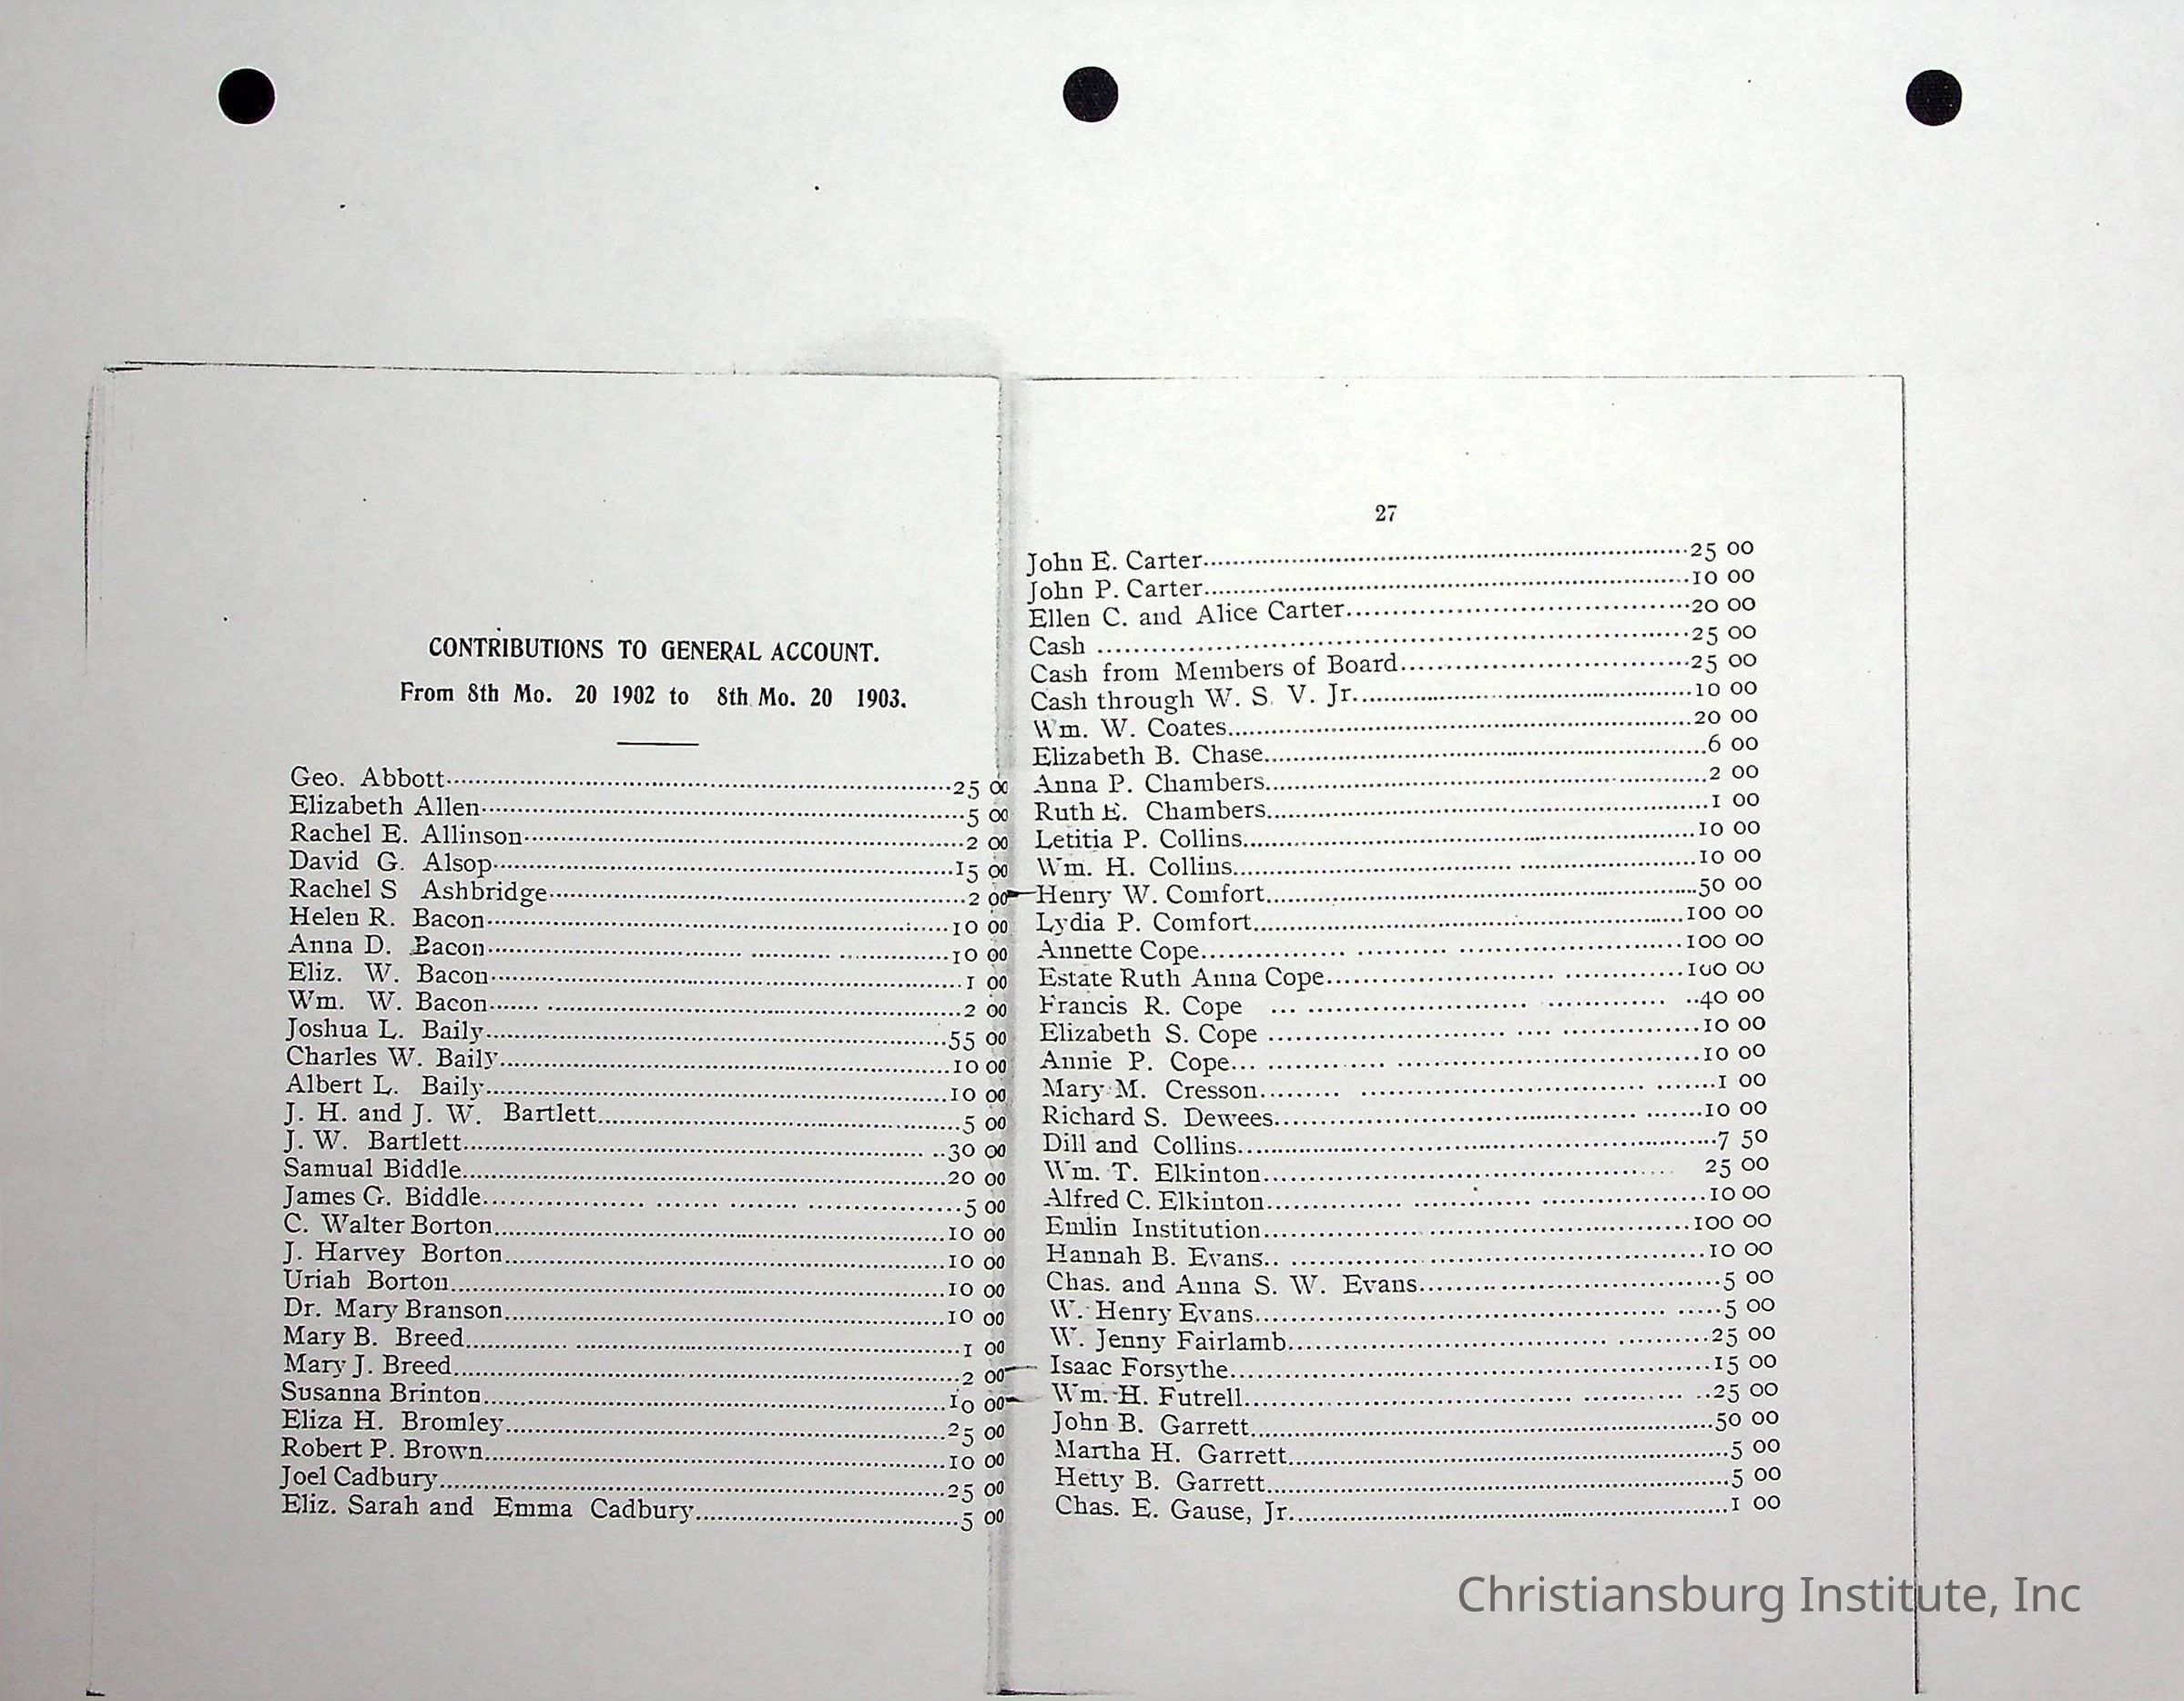 CONTRIBUTIONS TO GENERAL ACCOUNT.
From 8th Mo. 20 1902 to 8th Mo. 20 1903.
Geo. Abbott 25 00
Elizabeth Allen 5 00
Rachel E. Allinson 2 00
David G. Alsop 15 00
Rachel S Ashbridge 2 00
Helen R. Bacon 10 00
Anna D. Bacon 10 00
Eliz. W. Bacon 1 00
Wm. W. Bacon 2 00
Joshua L. Baily 55 00
Charles W. Baily 10 00
Albert L. Baily 10 00
J. H. and J. W. Bartlett 5 00
J. W. Bartlett 30 00
Samual Biddle 20 00
James G. Biddle 5 00
C. Walter Borton 10 00
J. Harvey Borton 10 00
Uriah Borton 10 00
Dr. Mary Branson 10 00
Mary B. Breed 1 00
Mary J. Breed 2 00
Susanna Brinton 10 00
Eliza H. Bromley 25 00
Robert P. Brown 10 00
Joel Cadbury 25 00
Eliz. Sarah and Emma Cadbury 5 00
27
John E. Carter 25 00
John P. Carter 10 00
Ellen C. and Alice Carter 20 00
Cash 25 00
Cash from Members of Board 25 00
Cash through W. S. V. Jr. 10 00
Wm. W. Coates 20 00
Elizabeth B. Chase 6 00
Anna P. Chambers 2 00
Ruth E. Chambers 1 00
Letitia P. Collins 10 00
Wm. H. Collins 10 00
Henry W. Comfort 50 00
Lydia P. Comfort 100 00
Annette Cope 100 00
Estate Ruth Anna Cope 100 00
Francis R. Cope 40 00
Elizabeth S. Cope 10 00
Annie P. Cope 10 00
Mary M. Cresson 1 00
Richard S. Dewees 10 00
Dill and Collins 7 50
Wm. T. Elkinton 25 00
Alfred C. Elkinton 10 00
Emlin Institution 100 00
Hannah B. Evans 10 00
Chas. and Anna S. W. Evans 5 00
W. Henry Evans 5 00
W. Jenny Fairlamb 25 00
Isaac Forsythe 15 00
Wm. H. Futrell 25 00
John B. Garrett 50 00
Martha H. Garrett 5 00
Hetty B. Garrett 5 00
Chas. E. Gause, Jr. 1 00
Christiansburg Institute, Inc